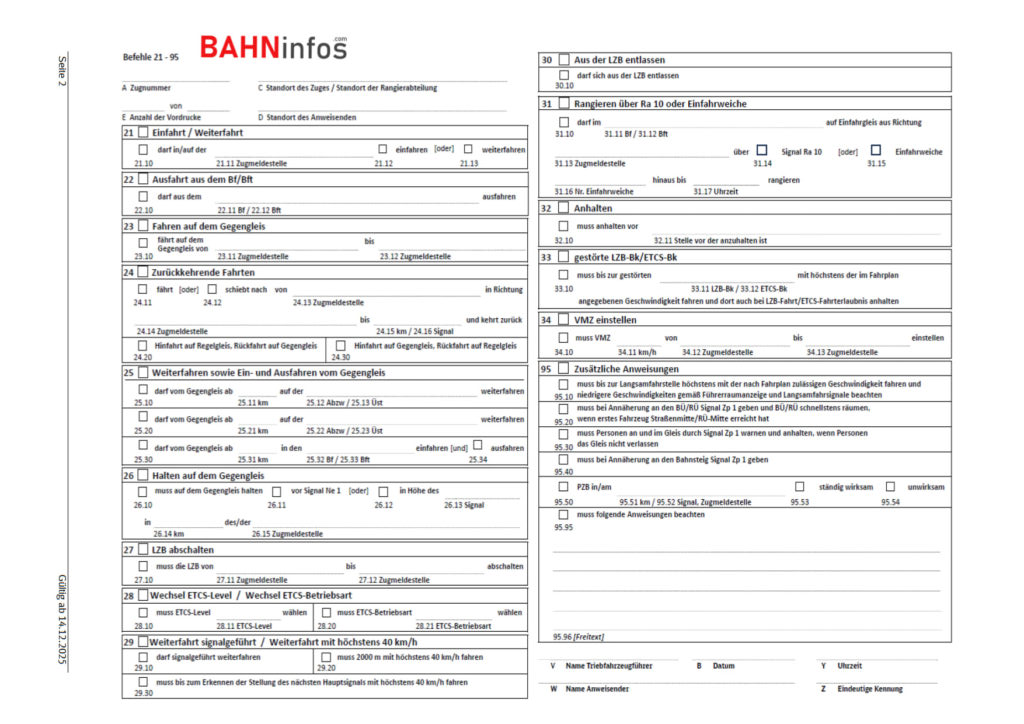 Seite 2
Gültig ab 14.12.2025
BAHNinfos.com
Befehle 21 - 95
A Zugnummer
C Standort des Zuges / Standort der Rangierabteilung
von
E Anzahl der Vordrucke
D Standort des Anweisenden
21 Einfahrt / Weiterfahrt
darf in/auf der einfahren [oder] weiterfahren
21.10 21.11 Zugmeldestelle 21.12 21.13
22 Ausfahrt aus dem Bf/Bft
darf aus dem ausfahren
22.10 22.11 Bf / 22.12 Bft
23 Fahren auf dem Gegengleis
fährt auf dem
Gegengleis von bis
23.10 23.11 Zugmeldestelle 23.12 Zugmeldestelle
24 Zurückkehrende Fahrten
fährt [oder] schiebt nach von in Richtung
24.11 24.12 24.13 Zugmeldestelle
bis und kehrt zurück
24.14 Zugmeldestelle 24.15 km / 24.16 Signal
Hinfahrt auf Regelgleis, Rückfahrt auf Gegengleis Hinfahrt auf Gegengleis, Rückfahrt auf Regelgleis
24.20 24.30
25 Weiterfahren sowie Ein- und Ausfahren vom Gegengleis
darf vom Gegengleis ab auf der weiterfahren
25.10 25.11 km 25.12 Abzw / 25.13 Üst
darf vom Gegengleis ab auf der weiterfahren
25.20 25.21 km 25.22 Abzw / 25.23 Üst
darf vom Gegengleis ab in den einfahren [und] ausfahren
25.30 25.31 km 25.32 Bf / 25.33 Bft 25.34
26 Halten auf dem Gegengleis
muss auf dem Gegengleis halten vor Signal Ne 1 [oder] in Höhe des
26.10 26.11 26.12 26.13 Signal
in des/der
26.14 km 26.15 Zugmeldestelle
27 LZB abschalten
muss die LZB von bis abschalten
27.10 27.11 Zugmeldestelle 27.12 Zugmeldestelle
28 Wechsel ETCS-Level / Wechsel ETCS-Betriebsart
muss ETCS-Level wählen muss ETCS-Betriebsart wählen
28.10 28.11 ETCS-Level 28.20 28.21 ETCS-Betriebsart
29 Weiterfahrt signalgeführt / Weiterfahrt mit höchstens 40 km/h
darf signalgeführt weiterfahren muss 2000 m mit höchstens 40 km/h fahren
29.10 29.20
muss bis zum Erkennen der Stellung des nächsten Hauptsignals mit höchstens 40 km/h fahren
29.30
30 Aus der LZB entlassen
darf sich aus der LZB entlassen
30.10
31 Rangieren über Ra 10 oder Einfahrweiche
darf im auf Einfahrgleis aus Richtung
31.10 31.11 Bf / 31.12 Bft
über Signal Ra 10 [oder] Einfahrweiche
31.13 Zugmeldestelle 31.14 31.15
hinaus bis rangieren
31.16 Nr. Einfahrweiche 31.17 Uhrzeit
32 Anhalten
muss anhalten vor
32.10 32.11 Stelle vor der anzuhalten ist
33 gestörte LZB-Bk/ETCS-Bk
muss bis zur gestörten mit höchstens der im Fahrplan
33.10 33.11 LZB-Bk / 33.12 ETCS-Bk
angegebenen Geschwindigkeit fahren und dort auch bei LZB-Fahrt/ETCS-Fahrterlaubnis anhalten
34 VMZ einstellen
muss VMZ von bis einstellen
34.10 34.11 km/h 34.12 Zugmeldestelle 34.13 Zugmeldestelle
95 Zusätzliche Anweisungen
muss bis zur Langsamfahrstelle höchstens mit der nach Fahrplan zulässigen Geschwindigkeit fahren und
95.10 niedrigere Geschwindigkeiten gemäß Führerraumanzeige und Langsamfahrsignale beachten
muss bei Annäherung an den BÜ/RÜ Signal Zp 1 geben und BÜ/RÜ schnellstens räumen,
95.20 wenn erstes Fahrzeug Straßenmitte/RÜ-Mitte erreicht hat
muss Personen an und im Gleis durch Signal Zp 1 warnen und anhalten, wenn Personen
95.30 das Gleis nicht verlassen
muss bei Annäherung an den Bahnsteig Signal Zp 1 geben
95.40
PZB in/am ständig wirksam unwirksam
95.50 95.51 km / 95.52 Signal, Zugmeldestelle 95.53 95.54
muss folgende Anweisungen beachten
95.95
95.96 [Freitext]
V Name Triebfahrzeugführer B Datum Y Uhrzeit
W Name Anweisender Z Eindeutige Kennung